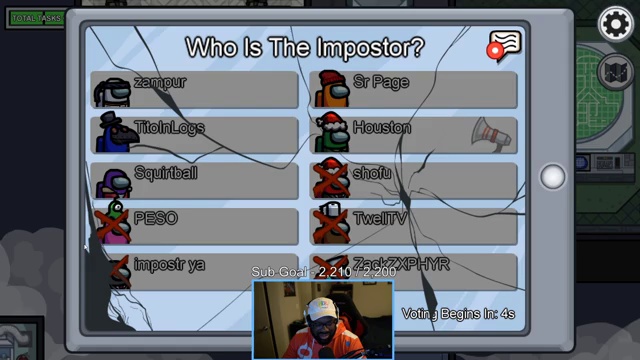 TOTAL TASKS
Who Is The Impostor?
zampur
Sr Page
TitoInLogs
Houston
Squirtball
shofu
PESO
TwellTV
impostr ya
ZackZXPHYR
Sub-Goal - 2,210 / 2,200
Voting Begins In: 4s